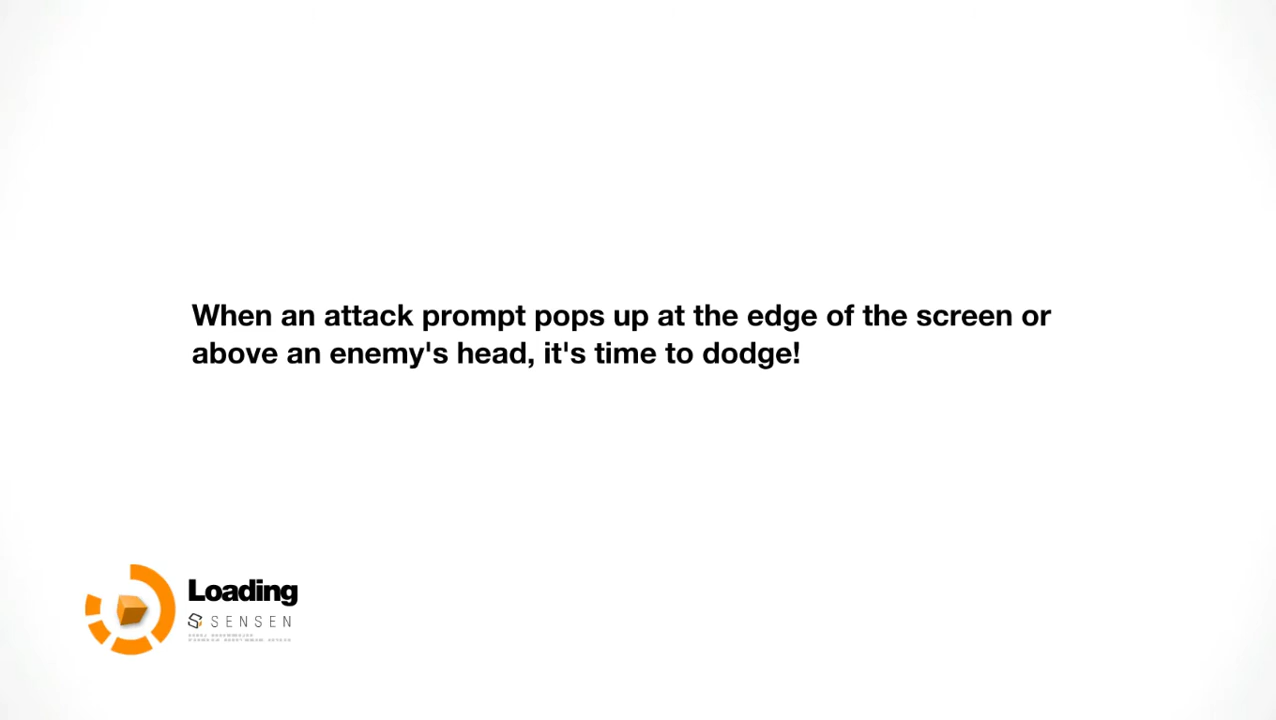 When an attack prompt pops up at the edge of the screen or
above an enemy's head, it's time to dodge!
Loading
SENSEN